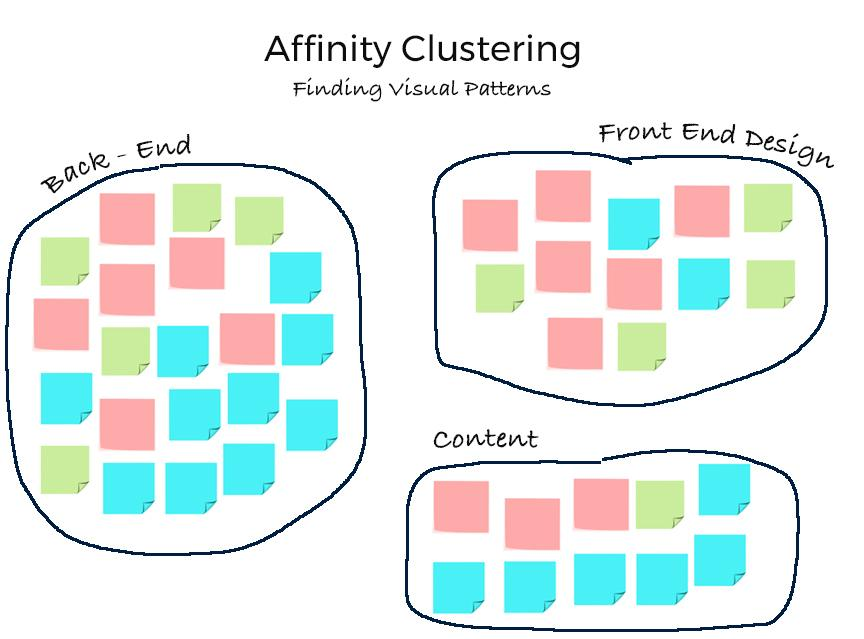 Affinity Clustering
Finding Visual Patterns
Back - End
Front End Design
Content